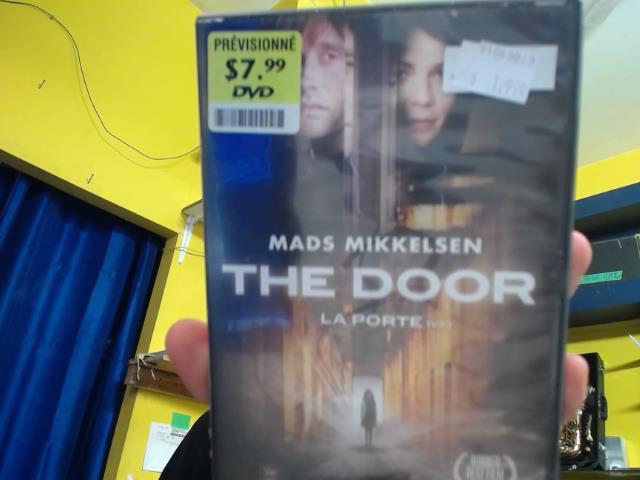 PRÉVISIONNÉ
$7.99
DVD
MADS MIKKELSEN
THE DOOR
LA PORTE